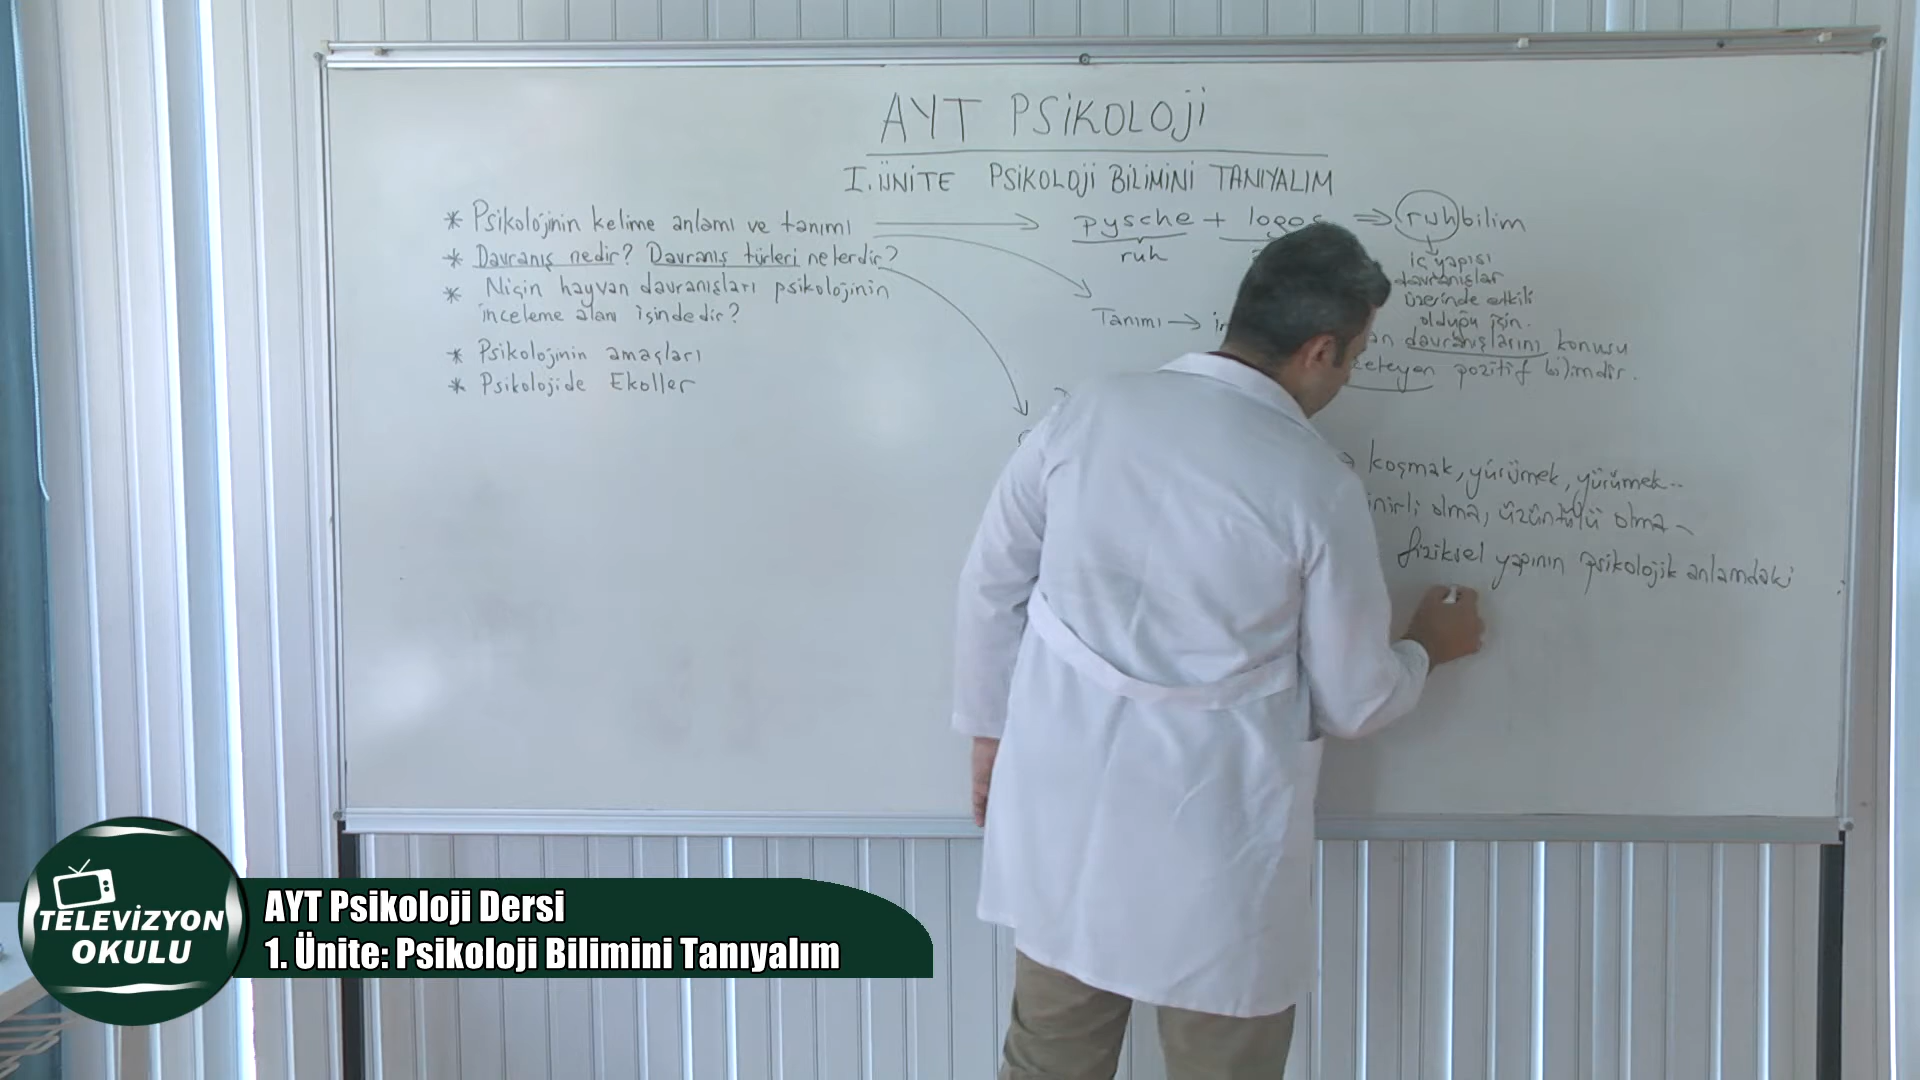 AYT PSİKOLOJİ
I. ÜNİTE PSİKOLOJİ BİLİMİNİ TANIYALIM
* Psikolojinin kelime anlamı ve tanımı
* Davranış nedir? Davranış türleri nelerdir?
* Niçin hayvan davranışları psikolojinin
inceleme alanı içindedir?
* Psikolojinin amaçları
* Psikolojide Ekoller
pysche + logos ⇒ ruhbilim
ruh
iç yapısı
davranışlar
üzerinde etkili
olduğu için.
Tanımı →
davranışlarını konusu
pozitif bilimdir.
koşmak, yürümek, yürümek..
olma, üzüntülü olma
fiziksel yapının psikolojik anlamdaki
TELEVİZYON
OKULU
AYT Psikoloji Dersi
1. Ünite: Psikoloji Bilimini Tanıyalım